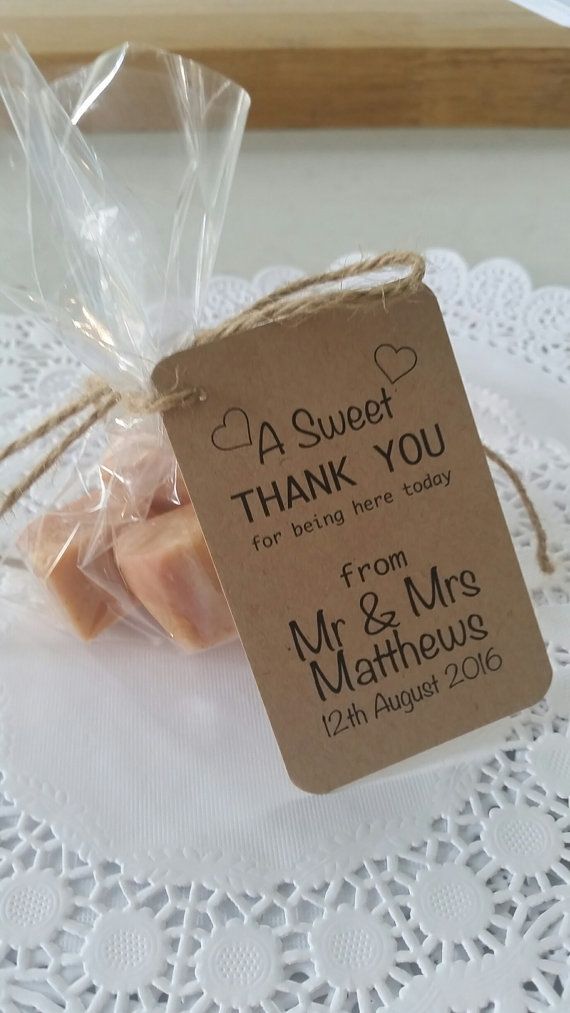 A Sweet
THANK YOU
for being here today
from
Mr & Mrs
Matthews
12th August 2016